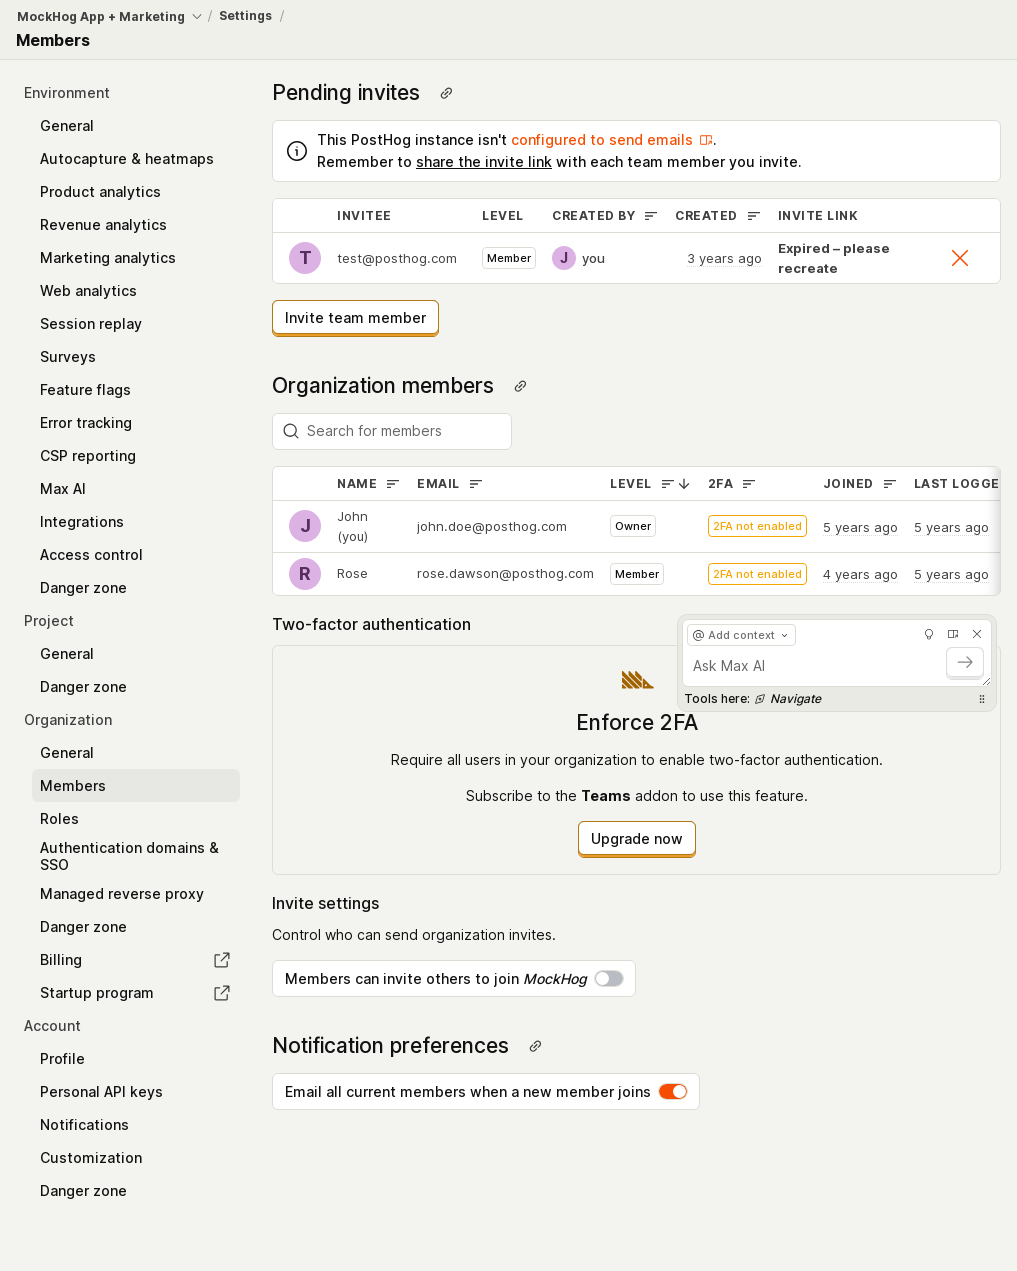 MockHog App + Marketing / Settings /
Members
Environment
General
Autocapture & heatmaps
Product analytics
Revenue analytics
Marketing analytics
Web analytics
Session replay
Surveys
Feature flags
Error tracking
CSP reporting
Max AI
Integrations
Access control
Danger zone
Project
General
Danger zone
Organization
General
Members
Roles
Authentication domains &
SSO
Managed reverse proxy
Danger zone
Billing
Startup program
Account
Profile
Personal API keys
Notifications
Customization
Danger zone
Pending invites
This PostHog instance isn't configured to send emails.
Remember to share the invite link with each team member you invite.
INVITEE LEVEL CREATED BY CREATED INVITE LINK
T test@posthog.com Member J you 3 years ago Expired – please
recreate
Invite team member
Organization members
Search for members
NAME EMAIL LEVEL 2FA JOINED LAST LOGGE
J John
(you) john.doe@posthog.com Owner 2FA not enabled 5 years ago 5 years ago
R Rose rose.dawson@posthog.com Member 2FA not enabled 4 years ago 5 years ago
Two-factor authentication
@ Add context
Ask Max AI
Tools here: Navigate
Enforce 2FA
Require all users in your organization to enable two-factor authentication.
Subscribe to the Teams addon to use this feature.
Upgrade now
Invite settings
Control who can send organization invites.
Members can invite others to join MockHog
Notification preferences
Email all current members when a new member joins